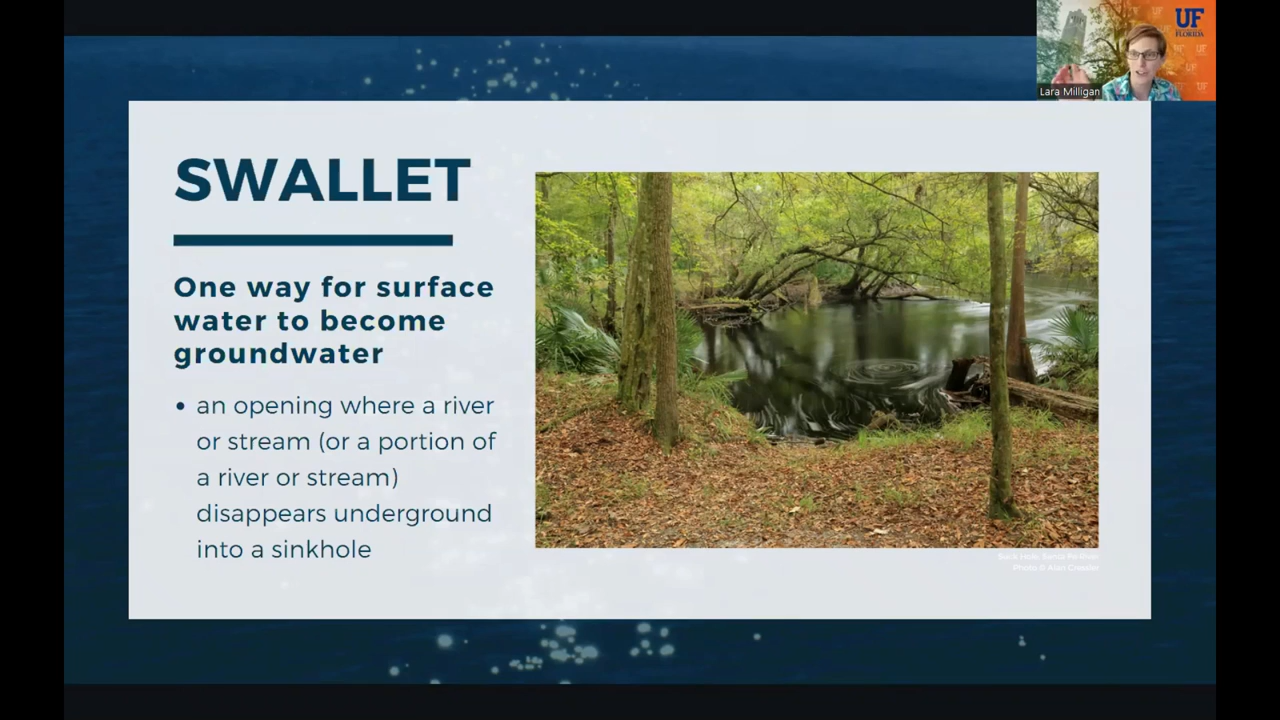 UF
FLORIDA
Lara Milligan
SWALLET
One way for surface
water to become
groundwater
• an opening where a river
or stream (or a portion of
a river or stream)
disappears underground
into a sinkhole
Photo ©